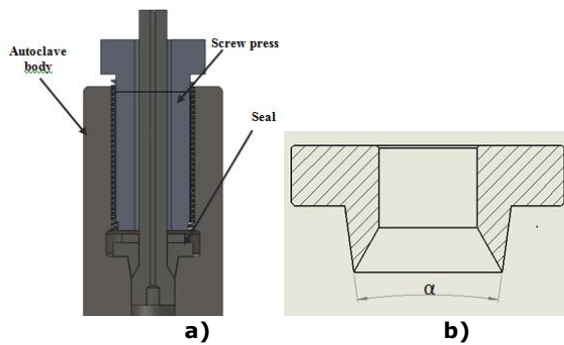 Autoclave
body
Screw press
Seal
α
a)
b)